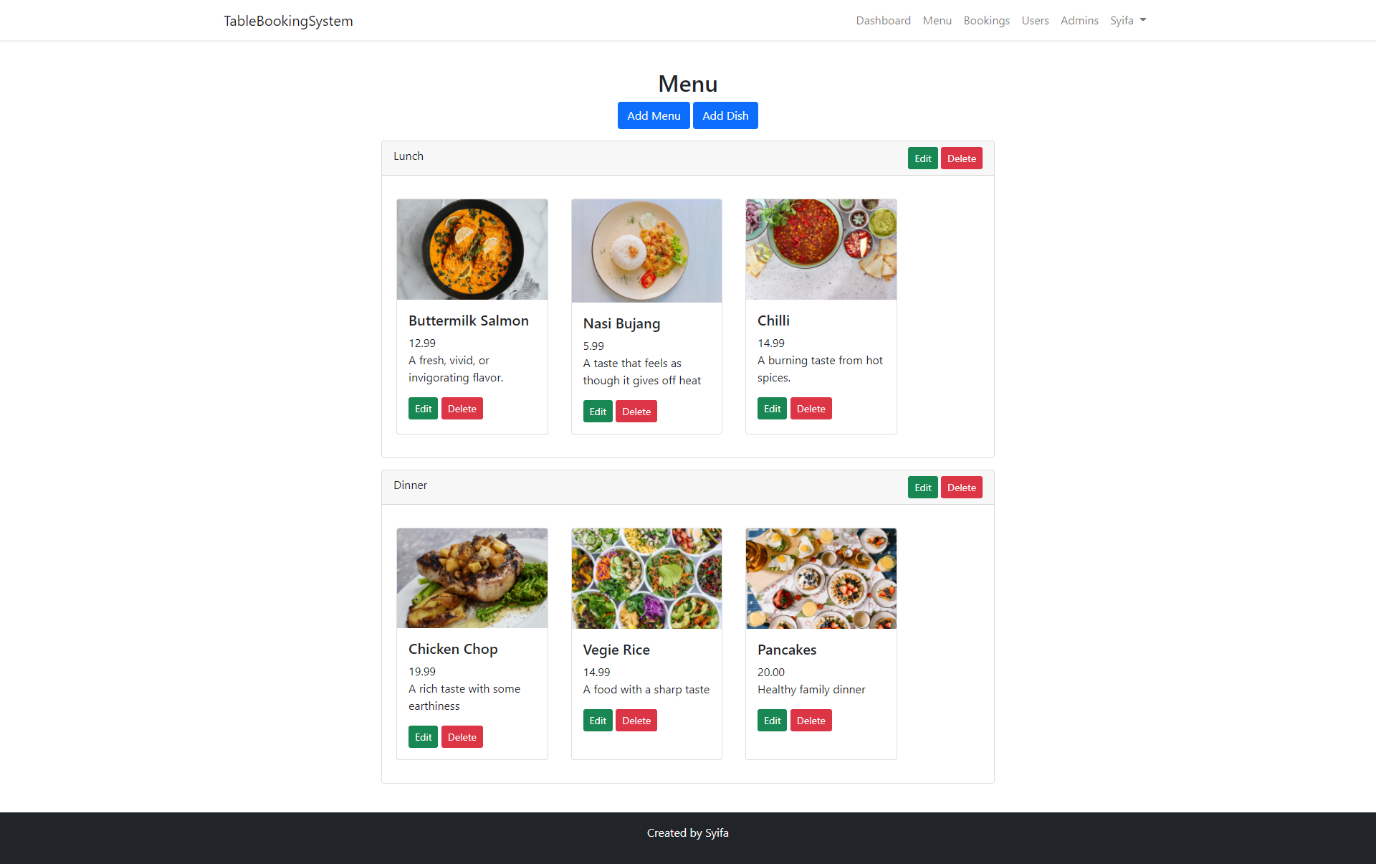 TableBookingSystem Dashboard Menu Bookings Users Admins Syifa
Menu
Add Menu Add Dish
Lunch Edit Delete
Buttermilk Salmon
12.99
A fresh, vivid, or
invigorating flavor.
Edit Delete
Nasi Bujang
5.99
A taste that feels as
though it gives off heat
Edit Delete
Chilli
14.99
A burning taste from hot
spices.
Edit Delete
Dinner Edit Delete
Chicken Chop
19.99
A rich taste with some
earthiness
Edit Delete
Vegie Rice
14.99
A food with a sharp taste
Edit Delete
Pancakes
20.00
Healthy family dinner
Edit Delete
Created by Syifa